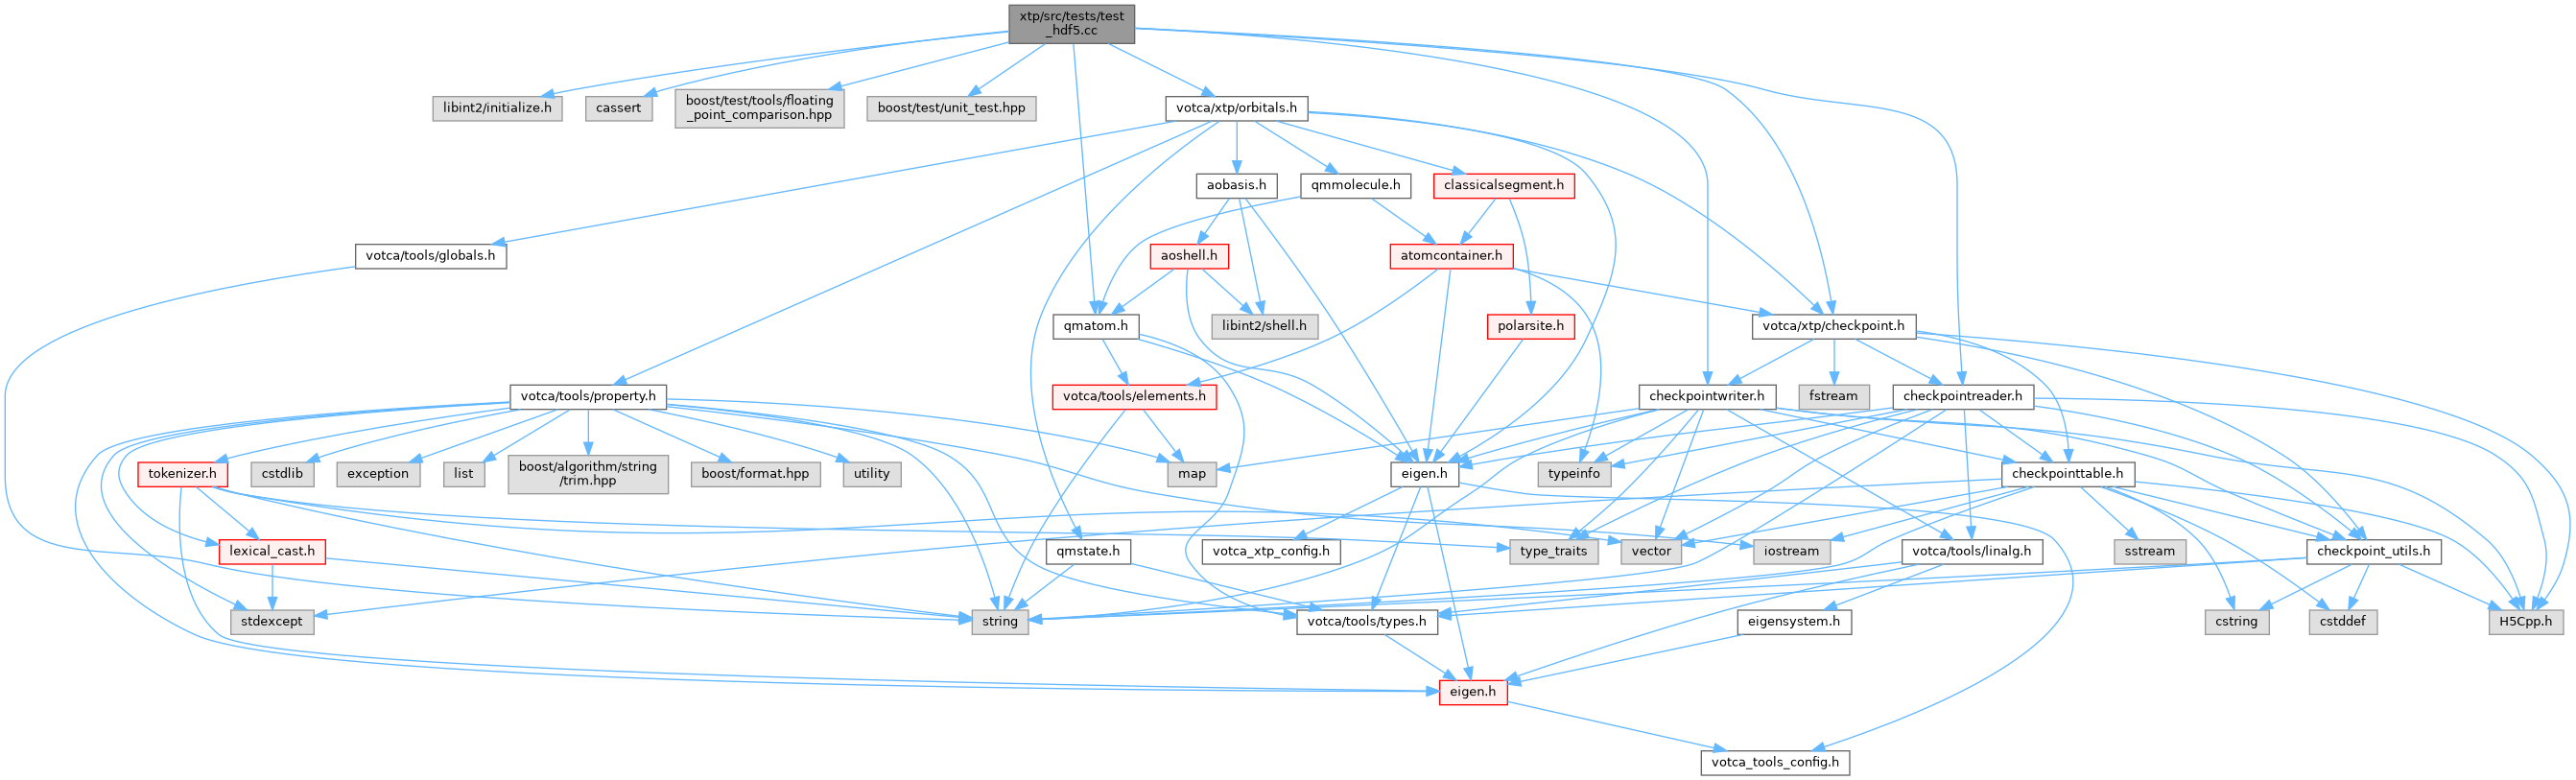 xtp/src/tests/test
_hdf5.cc
libint2/initialize.h
cassert
boost/test/tools/floating
_point_comparison.hpp
boost/test/unit_test.hpp
votca/xtp/orbitals.h
aobasis.h
qmmolecule.h
classicalsegment.h
votca/tools/globals.h
aoshell.h
atomcontainer.h
qmatom.h
libint2/shell.h
polarsite.h
votca/xtp/checkpoint.h
votca/tools/property.h
votca/tools/elements.h
checkpointwriter.h
fstream
checkpointreader.h
tokenizer.h
cstdlib
exception
list
boost/algorithm/string
/trim.hpp
boost/format.hpp
utility
map
eigen.h
typeinfo
checkpointtable.h
lexical_cast.h
qmstate.h
votca_xtp_config.h
type_traits
vector
iostream
votca/tools/linalg.h
sstream
checkpoint_utils.h
stdexcept
string
votca/tools/types.h
eigensystem.h
cstring
cstddef
H5Cpp.h
eigen.h
votca_tools_config.h